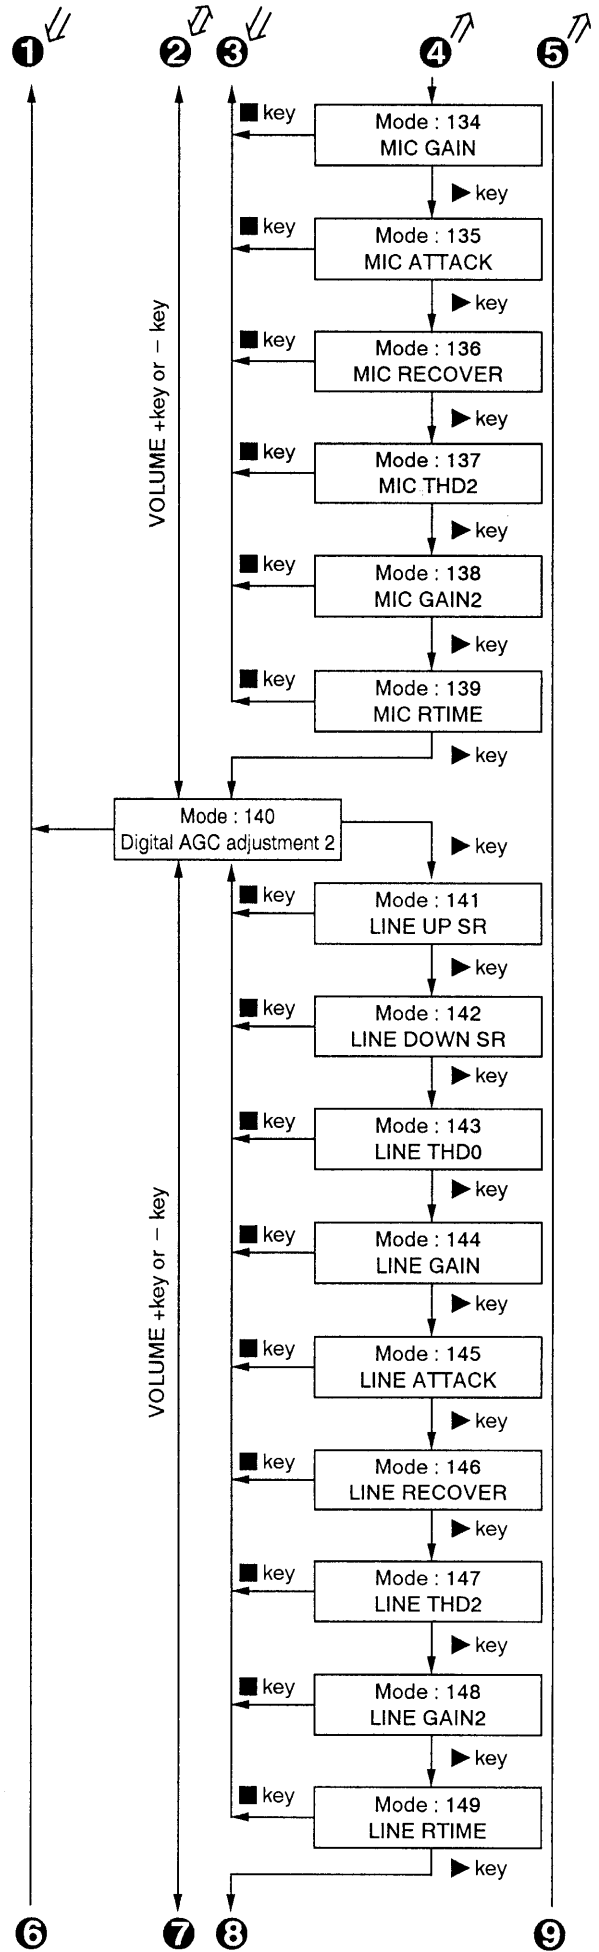 ❶ ❷ ❸ ❹ ❺
■ key
Mode : 134
MIC GAIN
▶ key
■ key
Mode : 135
MIC ATTACK
▶ key
■ key
Mode : 136
MIC RECOVER
▶ key
VOLUME +key or − key
■ key
Mode : 137
MIC THD2
▶ key
■ key
Mode : 138
MIC GAIN2
▶ key
■ key
Mode : 139
MIC RTIME
▶ key
Mode : 140
Digital AGC adjustment 2
▶ key
■ key
Mode : 141
LINE UP SR
▶ key
■ key
Mode : 142
LINE DOWN SR
▶ key
■ key
Mode : 143
LINE THD0
▶ key
VOLUME +key or − key
■ key
Mode : 144
LINE GAIN
▶ key
■ key
Mode : 145
LINE ATTACK
▶ key
■ key
Mode : 146
LINE RECOVER
▶ key
■ key
Mode : 147
LINE THD2
▶ key
■ key
Mode : 148
LINE GAIN2
▶ key
■ key
Mode : 149
LINE RTIME
▶ key
❻ ❼ ❽ ❾